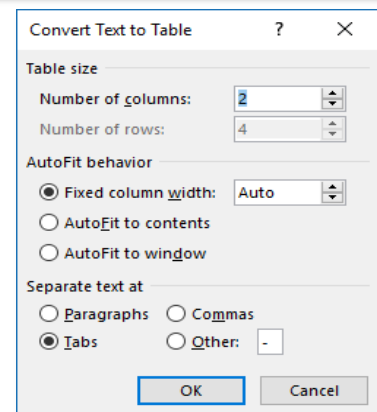 Convert Text to Table ? ×
Table size
Number of columns: 2
Number of rows: 4
AutoFit behavior
Fixed column width: Auto
AutoFit to contents
AutoFit to window
Separate text at
Paragraphs Commas
Tabs Other: -
OK Cancel